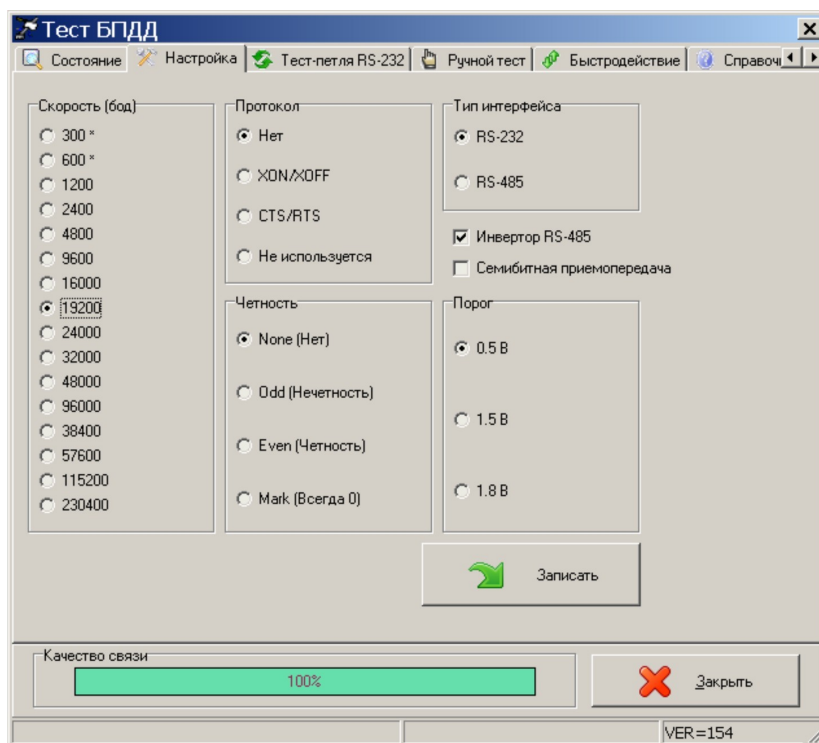 Тест БПДД
Состояние
Настройка
Тест-петля RS-232
Ручной тест
Быстродействие
Справоч
Скорость (бод)
300 *
600 *
1200
2400
4800
9600
16000
19200
24000
32000
48000
96000
38400
57600
115200
230400
Протокол
Нет
XON/XOFF
CTS/RTS
Не используется
Четность
None (Нет)
Odd (Нечетность)
Even (Четность)
Mark (Всегда 0)
Тип интерфейса
RS-232
RS-485
Инвертор RS-485
Семибитная приемопередача
Порог
0.5 В
1.5 В
1.8 В
Записать
Качество связи
100%
Закрыть
VER=154